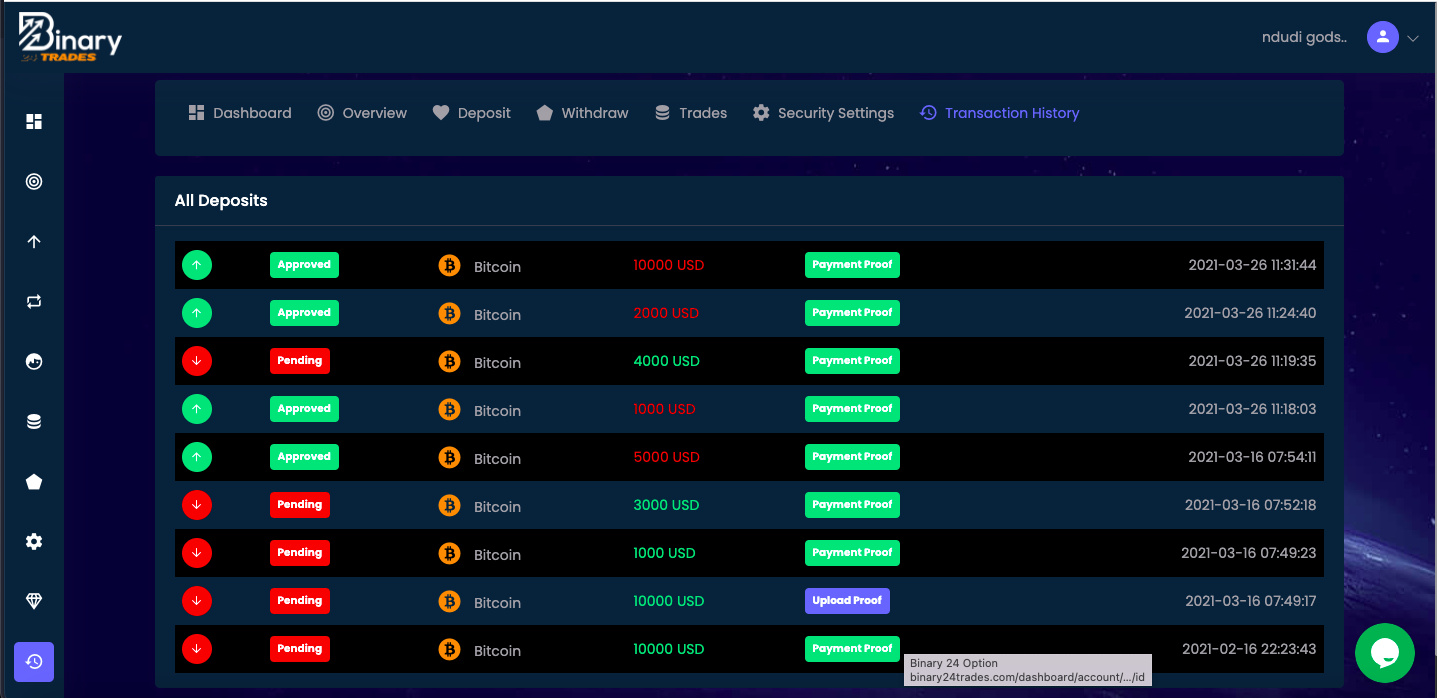 Binary
24 TRADES
ndudi gods..
Dashboard Overview Deposit Withdraw Trades Security Settings Transaction History
All Deposits
Approved Bitcoin 10000 USD Payment Proof 2021-03-26 11:31:44
Approved Bitcoin 2000 USD Payment Proof 2021-03-26 11:24:40
Pending Bitcoin 4000 USD Payment Proof 2021-03-26 11:19:35
Approved Bitcoin 1000 USD Payment Proof 2021-03-26 11:18:03
Approved Bitcoin 5000 USD Payment Proof 2021-03-16 07:54:11
Pending Bitcoin 3000 USD Payment Proof 2021-03-16 07:52:18
Pending Bitcoin 1000 USD Payment Proof 2021-03-16 07:49:23
Pending Bitcoin 10000 USD Upload Proof 2021-03-16 07:49:17
Pending Bitcoin 10000 USD Payment Proof 2021-02-16 22:23:43
Binary 24 Option
binary24trades.com/dashboard/account/.../id